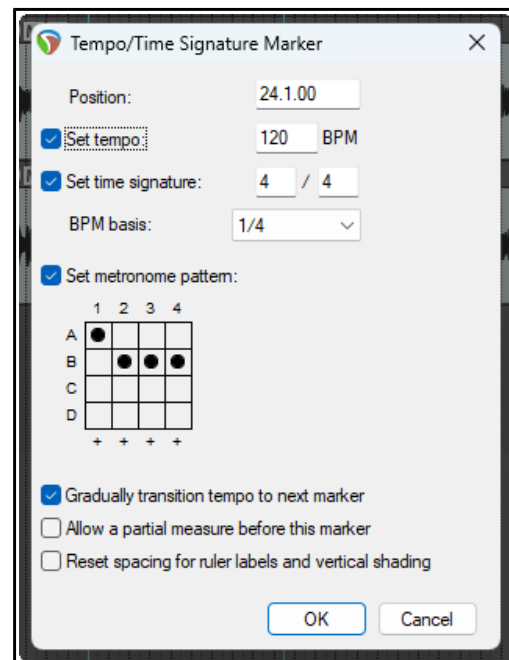 Tempo/Time Signature Marker
Position: 24.1.00
Set tempo: 120 BPM
Set time signature: 4 / 4
BPM basis: 1/4
Set metronome pattern:
1 2 3 4
A
B
C
D
+ + + +
Gradually transition tempo to next marker
Allow a partial measure before this marker
Reset spacing for ruler labels and vertical shading
OK Cancel